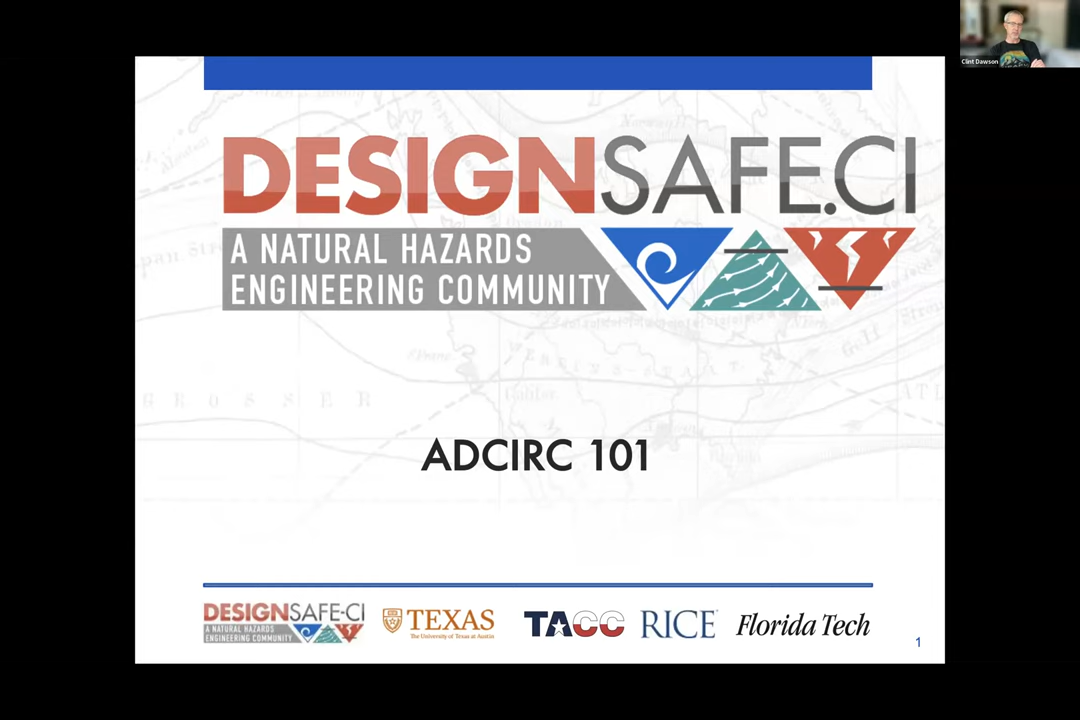 Clint Dawson
DESIGNSAFE.CI
A NATURAL HAZARDS
ENGINEERING COMMUNITY
ADCIRC 101
DESIGNSAFE-CI
A NATURAL HAZARDS
ENGINEERING COMMUNITY
TEXAS
The University of Texas at Austin
TACC
RICE
Florida Tech
1